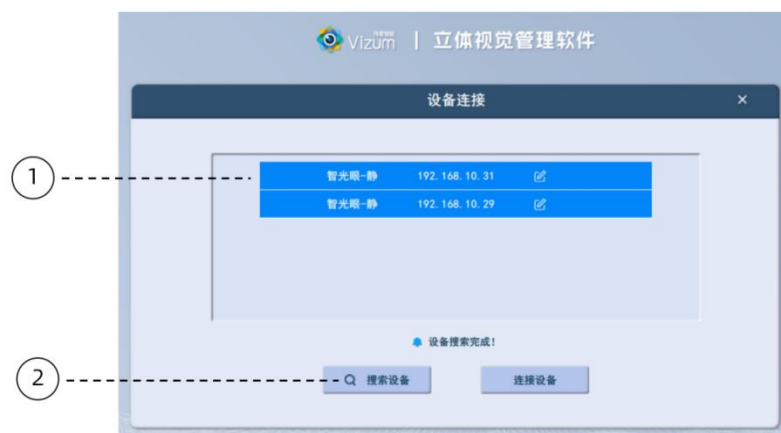 Vizum | 立体视觉管理软件
设备连接 ×
1
智光眼-静 192.168.10.31
智光眼-静 192.168.10.29
设备搜索完成!
2
搜索设备 连接设备